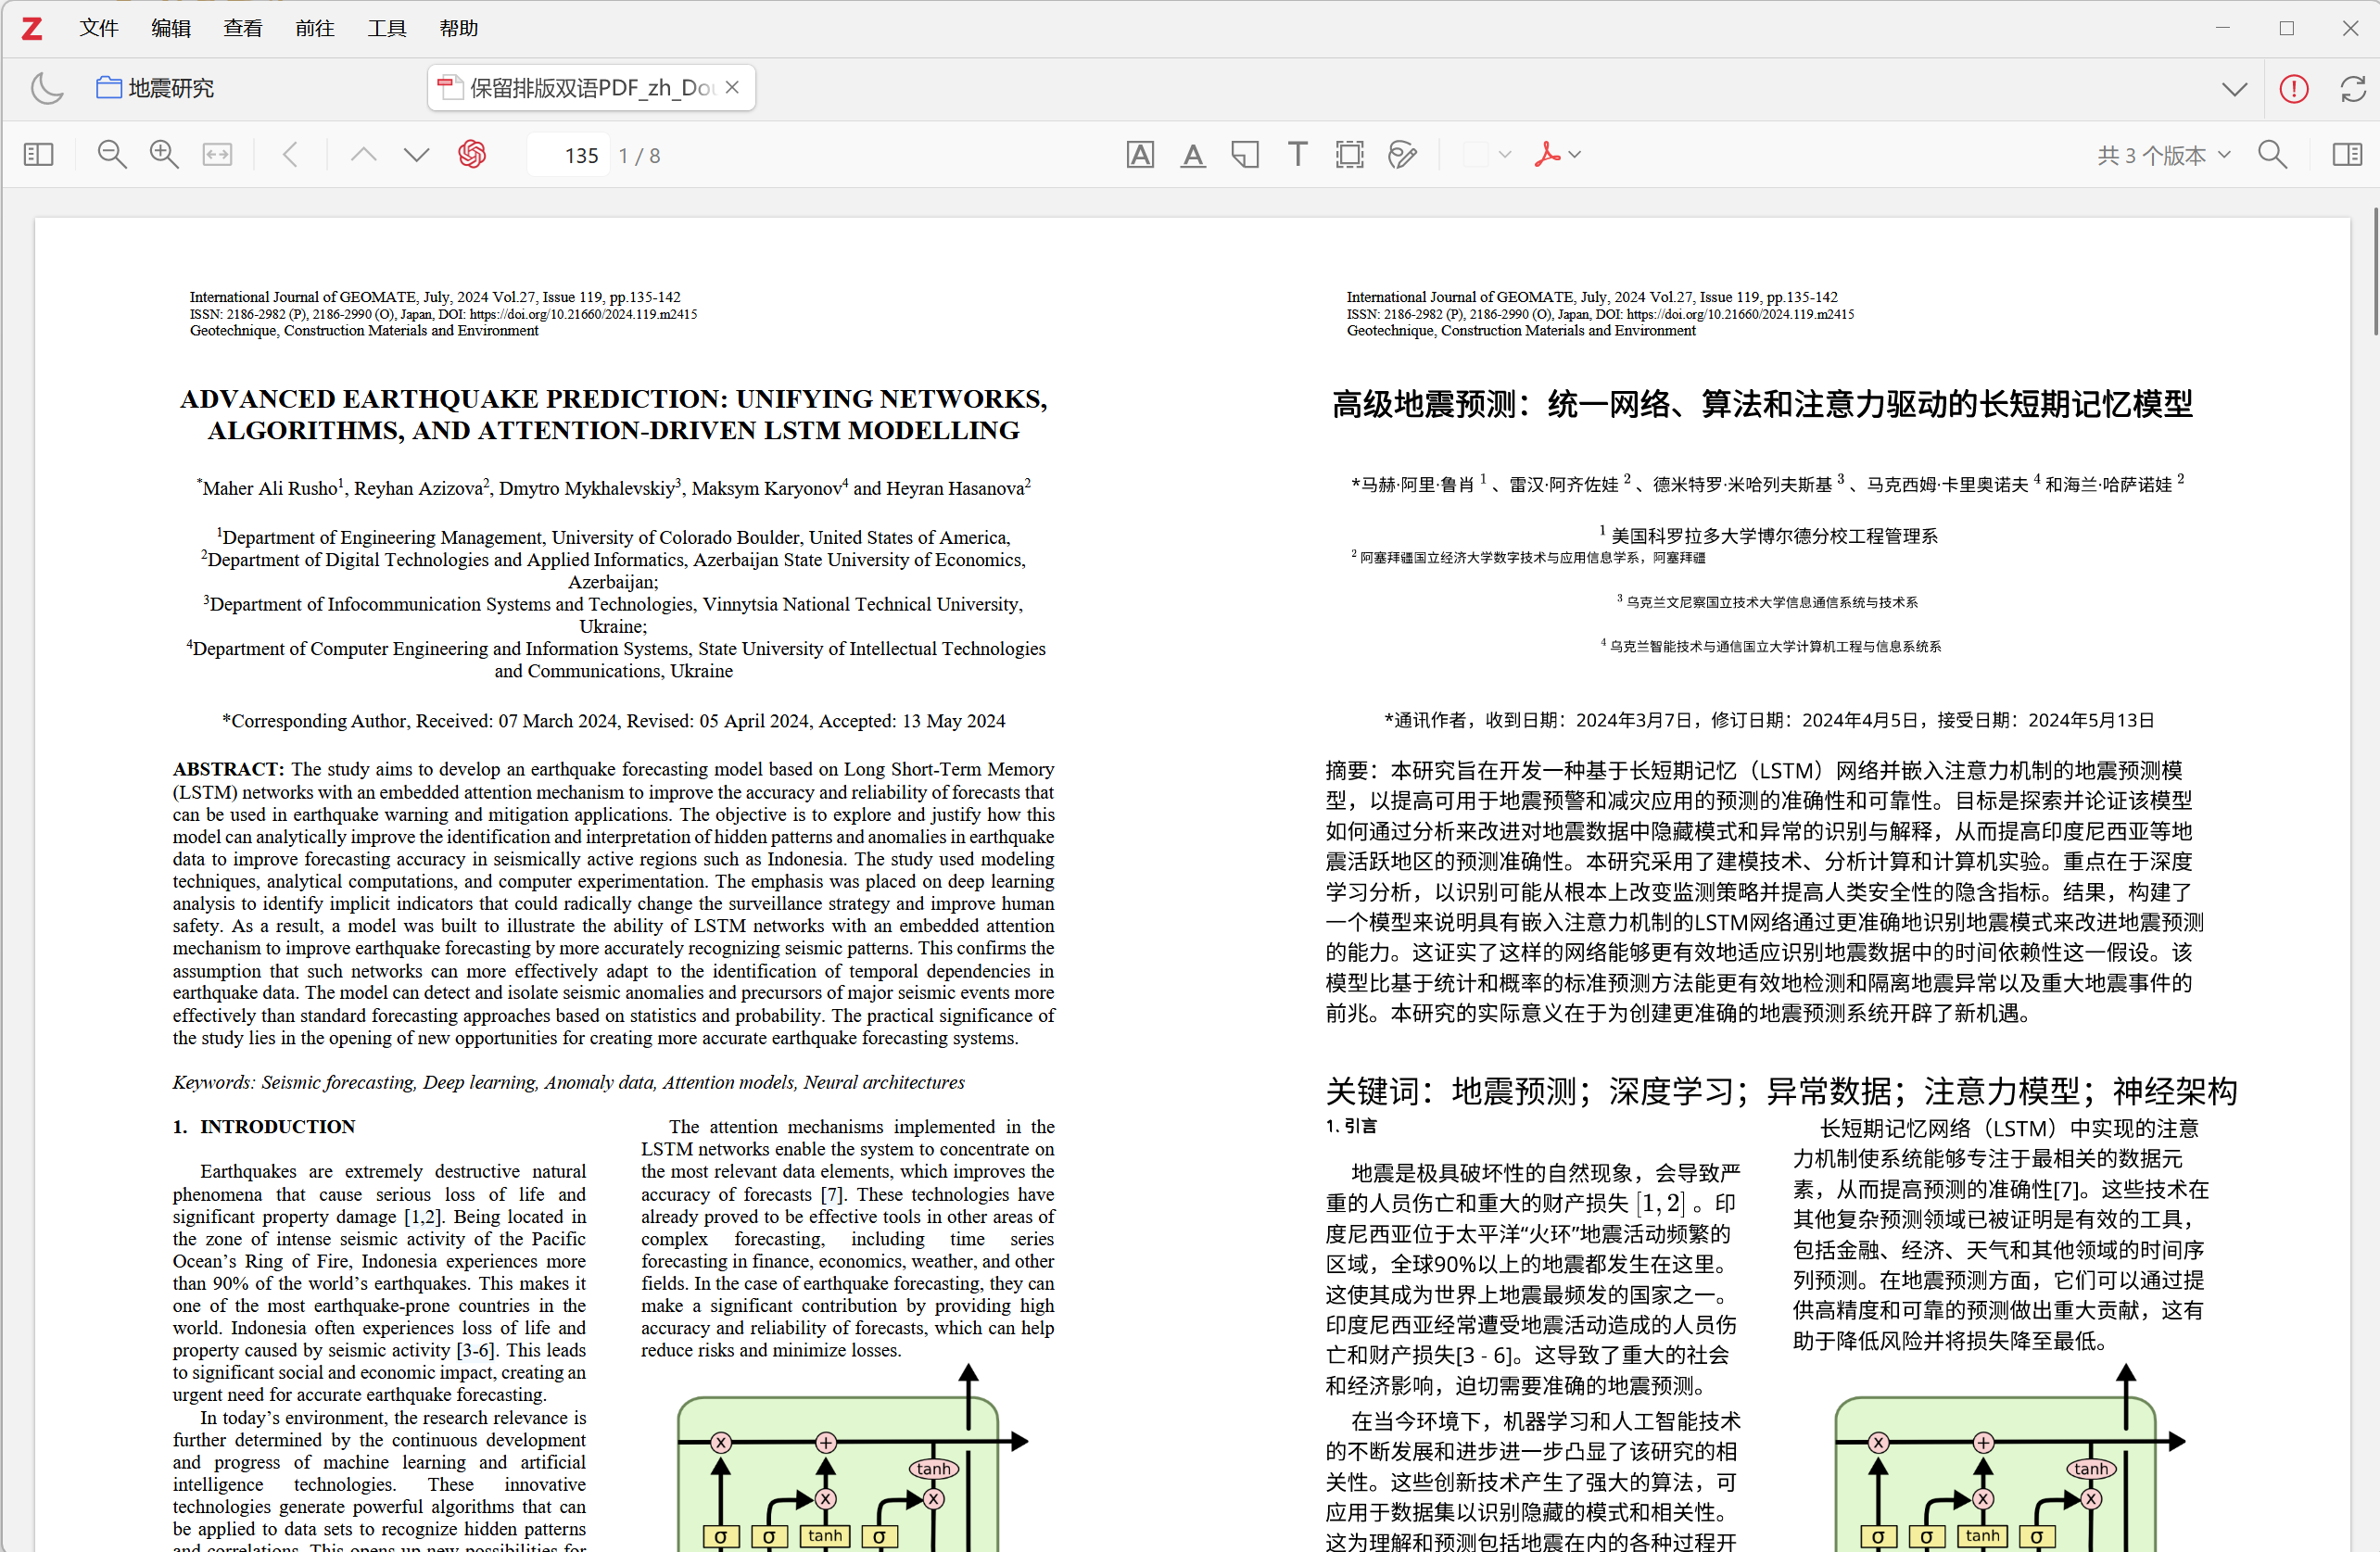 Z 文件 编辑 查看 前往 工具 帮助
地震研究
保留排版双语PDF_zh_Do
135 1 / 8
共 3 个版本
International Journal of GEOMATE, July, 2024 Vol.27, Issue 119, pp.135-142
ISSN: 2186-2982 (P), 2186-2990 (O), Japan, DOI: https://doi.org/10.21660/2024.119.m2415
Geotechnique, Construction Materials and Environment
ADVANCED EARTHQUAKE PREDICTION: UNIFYING NETWORKS,
ALGORITHMS, AND ATTENTION-DRIVEN LSTM MODELLING
*Maher Ali Rusho1, Reyhan Azizova2, Dmytro Mykhalevskiy3, Maksym Karyonov4 and Heyran Hasanova2
1Department of Engineering Management, University of Colorado Boulder, United States of America,
2Department of Digital Technologies and Applied Informatics, Azerbaijan State University of Economics,
Azerbaijan;
3Department of Infocommunication Systems and Technologies, Vinnytsia National Technical University,
Ukraine;
4Department of Computer Engineering and Information Systems, State University of Intellectual Technologies
and Communications, Ukraine
*Corresponding Author, Received: 07 March 2024, Revised: 05 April 2024, Accepted: 13 May 2024
ABSTRACT: The study aims to develop an earthquake forecasting model based on Long Short-Term Memory
(LSTM) networks with an embedded attention mechanism to improve the accuracy and reliability of forecasts that
can be used in earthquake warning and mitigation applications. The objective is to explore and justify how this
model can analytically improve the identification and interpretation of hidden patterns and anomalies in earthquake
data to improve forecasting accuracy in seismically active regions such as Indonesia. The study used modeling
techniques, analytical computations, and computer experimentation. The emphasis was placed on deep learning
analysis to identify implicit indicators that could radically change the surveillance strategy and improve human
safety. As a result, a model was built to illustrate the ability of LSTM networks with an embedded attention
mechanism to improve earthquake forecasting by more accurately recognizing seismic patterns. This confirms the
assumption that such networks can more effectively adapt to the identification of temporal dependencies in
earthquake data. The model can detect and isolate seismic anomalies and precursors of major seismic events more
effectively than standard forecasting approaches based on statistics and probability. The practical significance of
the study lies in the opening of new opportunities for creating more accurate earthquake forecasting systems.
Keywords: Seismic forecasting, Deep learning, Anomaly data, Attention models, Neural architectures
1. INTRODUCTION
Earthquakes are extremely destructive natural
phenomena that cause serious loss of life and
significant property damage [1,2]. Being located in
the zone of intense seismic activity of the Pacific
Ocean's Ring of Fire, Indonesia experiences more
than 90% of the world's earthquakes. This makes it
one of the most earthquake-prone countries in the
world. Indonesia often experiences loss of life and
property caused by seismic activity [3-6]. This leads
to significant social and economic impact, creating an
urgent need for accurate earthquake forecasting.
In today's environment, the research relevance is
further determined by the continuous development
and progress of machine learning and artificial
intelligence technologies. These innovative
technologies generate powerful algorithms that can
be applied to data sets to recognize hidden patterns
and correlations. This opens up new possibilities for
The attention mechanisms implemented in the
LSTM networks enable the system to concentrate on
the most relevant data elements, which improves the
accuracy of forecasts [7]. These technologies have
already proved to be effective tools in other areas of
complex forecasting, including time series
forecasting in finance, economics, weather, and other
fields. In the case of earthquake forecasting, they can
make a significant contribution by providing high
accuracy and reliability of forecasts, which can help
reduce risks and minimize losses.
x +
tanh
x x
σ σ tanh σ
International Journal of GEOMATE, July, 2024 Vol.27, Issue 119, pp.135-142
ISSN: 2186-2982 (P), 2186-2990 (O), Japan, DOI: https://doi.org/10.21660/2024.119.m2415
Geotechnique, Construction Materials and Environment
高级地震预测：统一网络、算法和注意力驱动的长短期记忆模型
*马赫·阿里·鲁肖 1 、雷汉·阿齐佐娃 2 、德米特罗·米哈列夫斯基 3 、马克西姆·卡里奥诺夫 4 和海兰·哈萨诺娃 2
1 美国科罗拉多大学博尔德分校工程管理系
2 阿塞拜疆国立经济大学数字技术与应用信息学系，阿塞拜疆
3 乌克兰文尼察国立技术大学信息通信系统与技术系
4 乌克兰智能技术与通信国立大学计算机工程与信息系统系
*通讯作者，收到日期：2024年3月7日，修订日期：2024年4月5日，接受日期：2024年5月13日
摘要：本研究旨在开发一种基于长短期记忆（LSTM）网络并嵌入注意力机制的地震预测模
型，以提高可用于地震预警和减灾应用的预测的准确性和可靠性。目标是探索并论证该模型
如何通过分析来改进对地震数据中隐藏模式和异常的识别与解释，从而提高印度尼西亚等地
震活跃地区的预测准确性。本研究采用了建模技术、分析计算和计算机实验。重点在于深度
学习分析，以识别可能从根本上改变监测策略并提高人类安全性的隐含指标。结果，构建了
一个模型来说明具有嵌入注意力机制的LSTM网络通过更准确地识别地震模式来改进地震预测
的能力。这证实了这样的网络能够更有效地适应识别地震数据中的时间依赖性这一假设。该
模型比基于统计和概率的标准预测方法能更有效地检测和隔离地震异常以及重大地震事件的
前兆。本研究的实际意义在于为创建更准确的地震预测系统开辟了新机遇。
关键词：地震预测；深度学习；异常数据；注意力模型；神经架构
1. 引言
地震是极具破坏性的自然现象，会导致严
重的人员伤亡和重大的财产损失 [1,2] 。印
度尼西亚位于太平洋“火环”地震活动频繁的
区域，全球90%以上的地震都发生在这里。
这使其成为世界上地震最频发的国家之一。
印度尼西亚经常遭受地震活动造成的人员伤
亡和财产损失[3 - 6]。这导致了重大的社会
和经济影响，迫切需要准确的地震预测。
在当今环境下，机器学习和人工智能技术
的不断发展和进步进一步凸显了该研究的相
关性。这些创新技术产生了强大的算法，可
应用于数据集以识别隐藏的模式和相关性。
这为理解和预测包括地震在内的各种过程开
长短期记忆网络（LSTM）中实现的注意
力机制使系统能够专注于最相关的数据元
素，从而提高预测的准确性[7]。这些技术在
其他复杂预测领域已被证明是有效的工具，
包括金融、经济、天气和其他领域的时间序
列预测。在地震预测方面，它们可以通过提
供高精度和可靠的预测做出重大贡献，这有
助于降低风险并将损失降至最低。
x +
tanh
x x
σ σ tanh σ